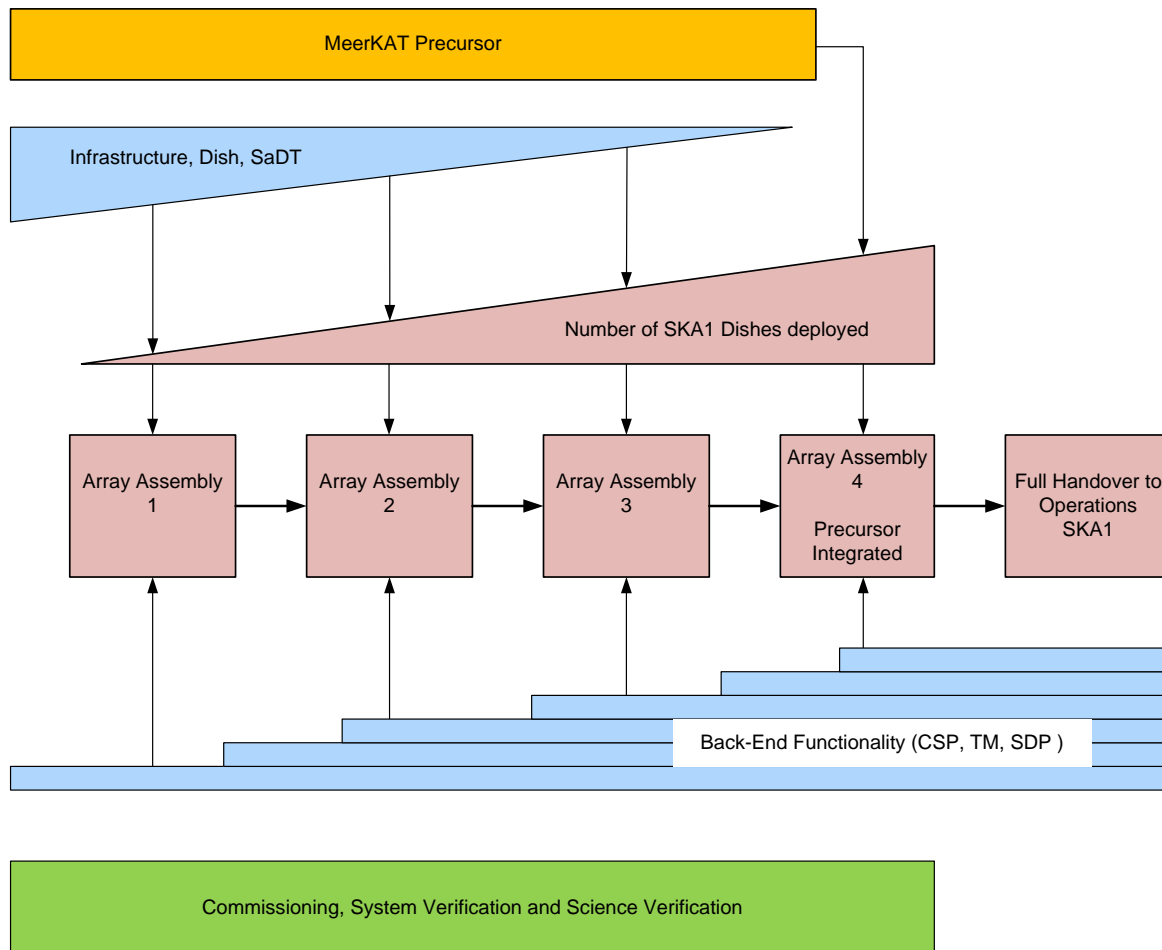 MeerKAT Precursor
Infrastructure, Dish, SaDT
Number of SKA1 Dishes deployed
Array Assembly
1
Array Assembly
2
Array Assembly
3
Array Assembly
4
Precursor
Integrated
Full Handover to
Operations
SKA1
Back-End Functionality (CSP, TM, SDP )
Commissioning, System Verification and Science Verification